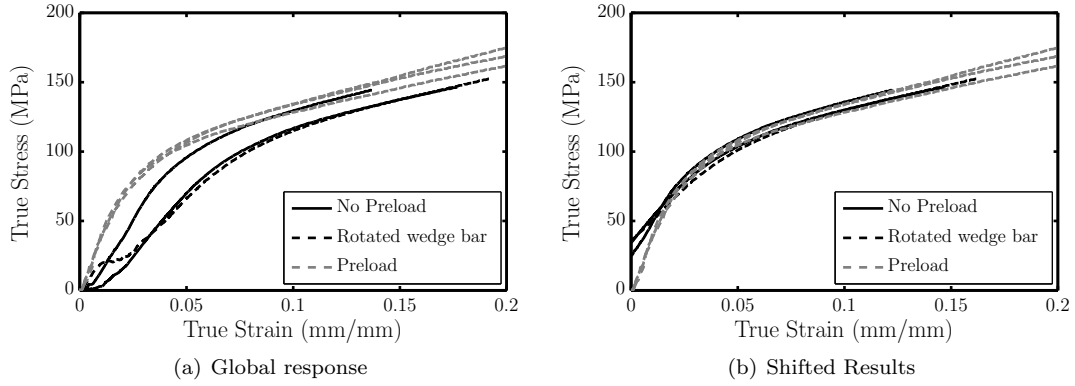 200
150
100
50
0
True Stress (MPa)
0
0.05
0.1
0.15
0.2
True Strain (mm/mm)
No Preload
Rotated wedge bar
Preload
(a) Global response
200
150
100
50
0
True Stress (MPa)
0
0.05
0.1
0.15
0.2
True Strain (mm/mm)
No Preload
Rotated wedge bar
Preload
(b) Shifted Results